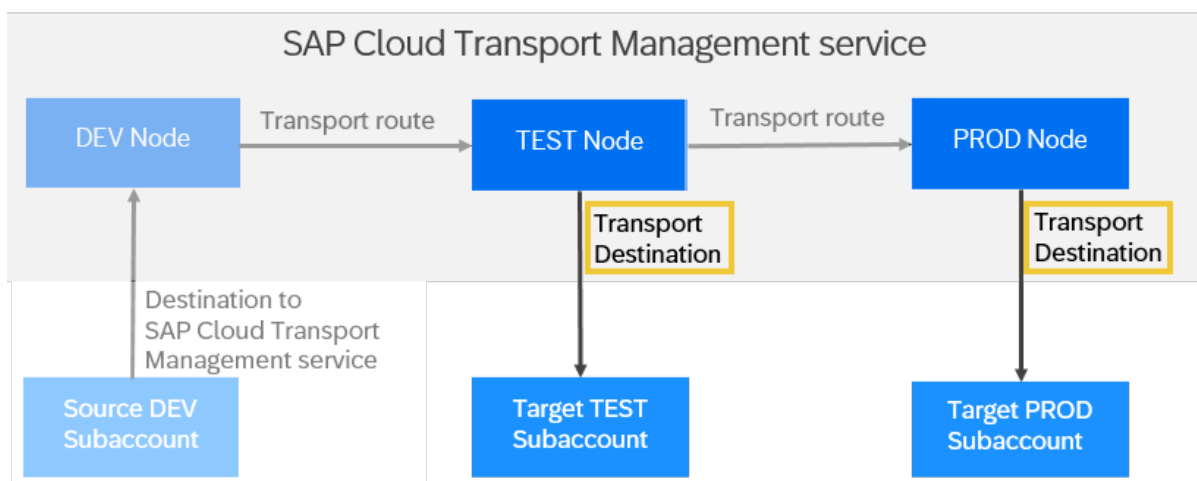 SAP Cloud Transport Management service
DEV Node
Transport route
TEST Node
Transport route
PROD Node
Transport
Destination
Transport
Destination
Destination to
SAP Cloud Transport
Management service
Source DEV
Subaccount
Target TEST
Subaccount
Target PROD
Subaccount